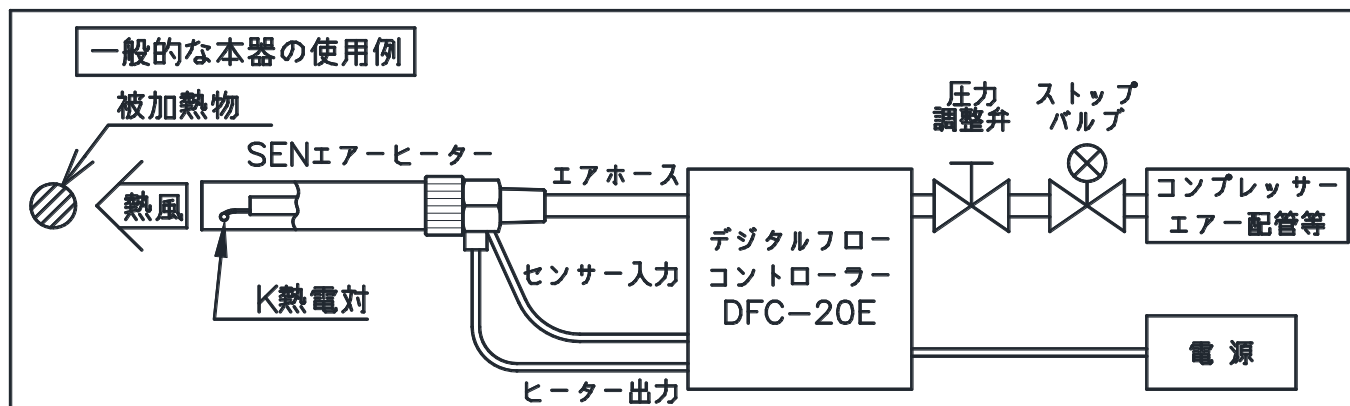 一般的な本器の使用例
被加熱物
SENエアーヒーター
熱風
K熱電対
エアホース
センサー入力
ヒーター出力
デジタルフロー
コントローラー
DFC-20E
圧力
調整弁
ストップ
バルブ
コンプレッサー
エアー配管等
電源